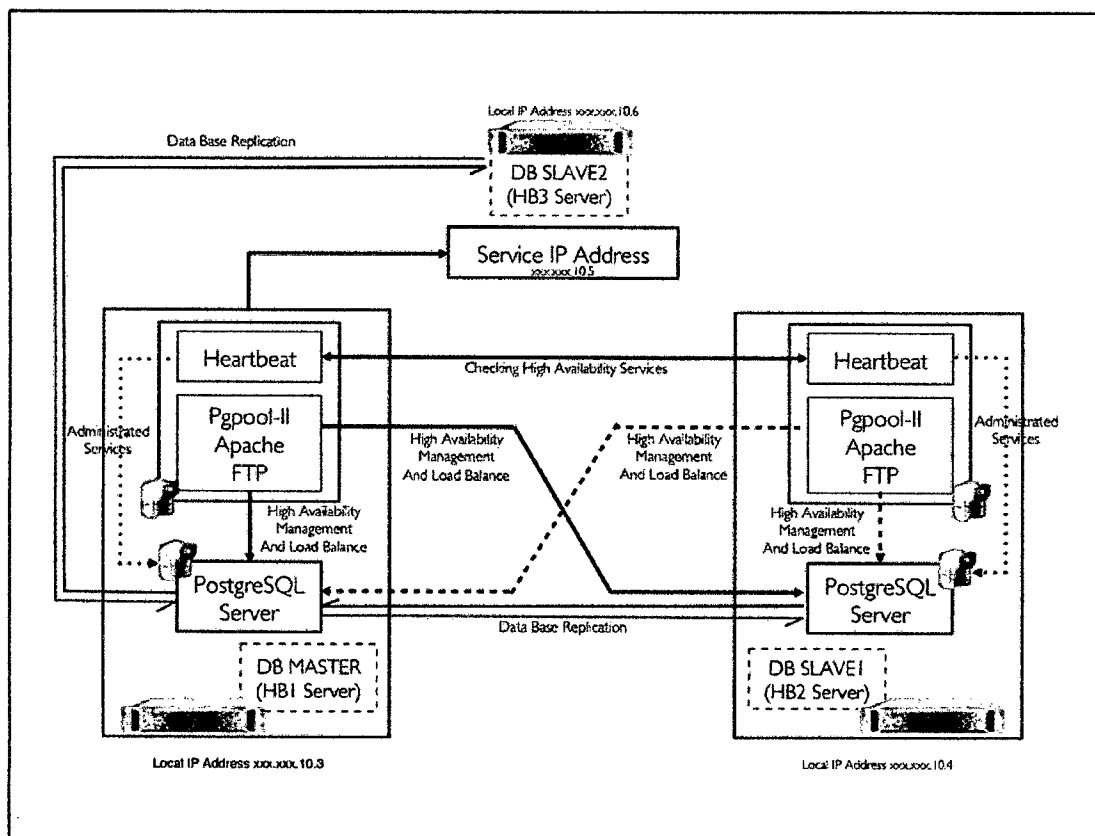 Local IP Address xxx.xxx.10.6
Data Base Replication
DB SLAVE2
(HB3 Server)
Service IP Address
xxx.xxx.10.5
Heartbeat
Checking High Availability Services
Heartbeat
Pgpool-II
Apache
FTP
Administrated
Services
High Availability
Management
And Load Balance
High Availability
Management
And Load Balance
Pgpool-II
Apache
FTP
Administrated
Services
High Availability
Management
And Load Balance
High Availability
Management
And Load Balance
PostgreSQL
Server
PostgreSQL
Server
Data Base Replication
DB MASTER
(HB1 Server)
DB SLAVE1
(HB2 Server)
Local IP Address xxx.xxx.10.3
Local IP Address xxx.xxx.10.4